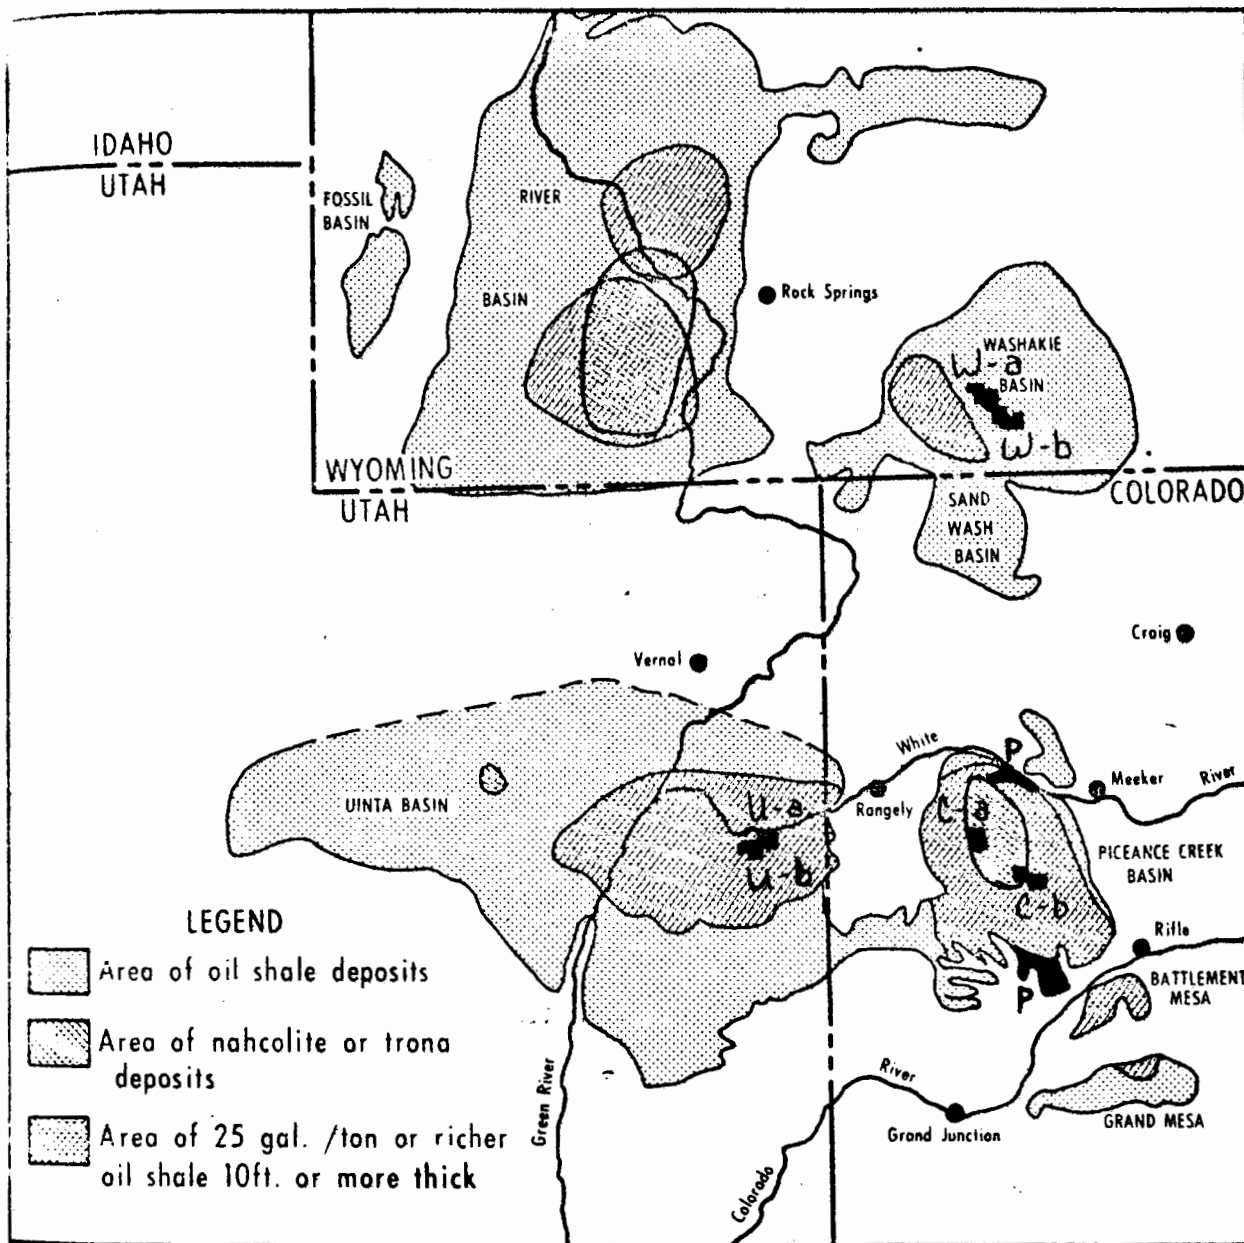 IDAHO
UTAH
FOSSIL
BASIN
RIVER
BASIN
Rock Springs
WASHAKIE
W-a
BASIN
W-b
WYOMING
UTAH
COLORADO
SAND
WASH
BASIN
Craig
Vernal
White
P
Meeker
River
UINTA BASIN
U-a
Rangely
C-a
U-b
PICEANCE CREEK
BASIN
C-b
Rifle
P
BATTLEMENT
MESA
LEGEND
Area of oil shale deposits
Area of nahcolite or trona
deposits
Area of 25 gal. /ton or richer
oil shale 10ft. or more thick
Green River
River
Colorado
Grand Junction
GRAND MESA